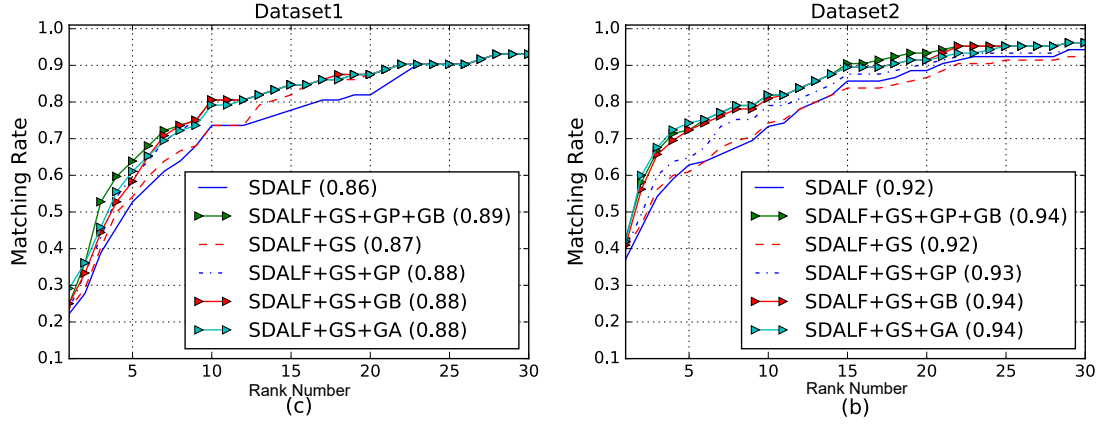 Dataset1
Matching Rate
1.0
0.9
0.8
0.7
0.6
0.5
0.4
0.3
0.2
0.1
SDALF (0.86)
SDALF+GS+GP+GB (0.89)
SDALF+GS (0.87)
SDALF+GS+GP (0.88)
SDALF+GS+GB (0.88)
SDALF+GS+GA (0.88)
5 10 15 20 25 30
Rank Number
(c)
Dataset2
Matching Rate
1.0
0.9
0.8
0.7
0.6
0.5
0.4
0.3
0.2
0.1
SDALF (0.92)
SDALF+GS+GP+GB (0.94)
SDALF+GS (0.92)
SDALF+GS+GP (0.93)
SDALF+GS+GB (0.94)
SDALF+GS+GA (0.94)
5 10 15 20 25 30
Rank Number
(b)